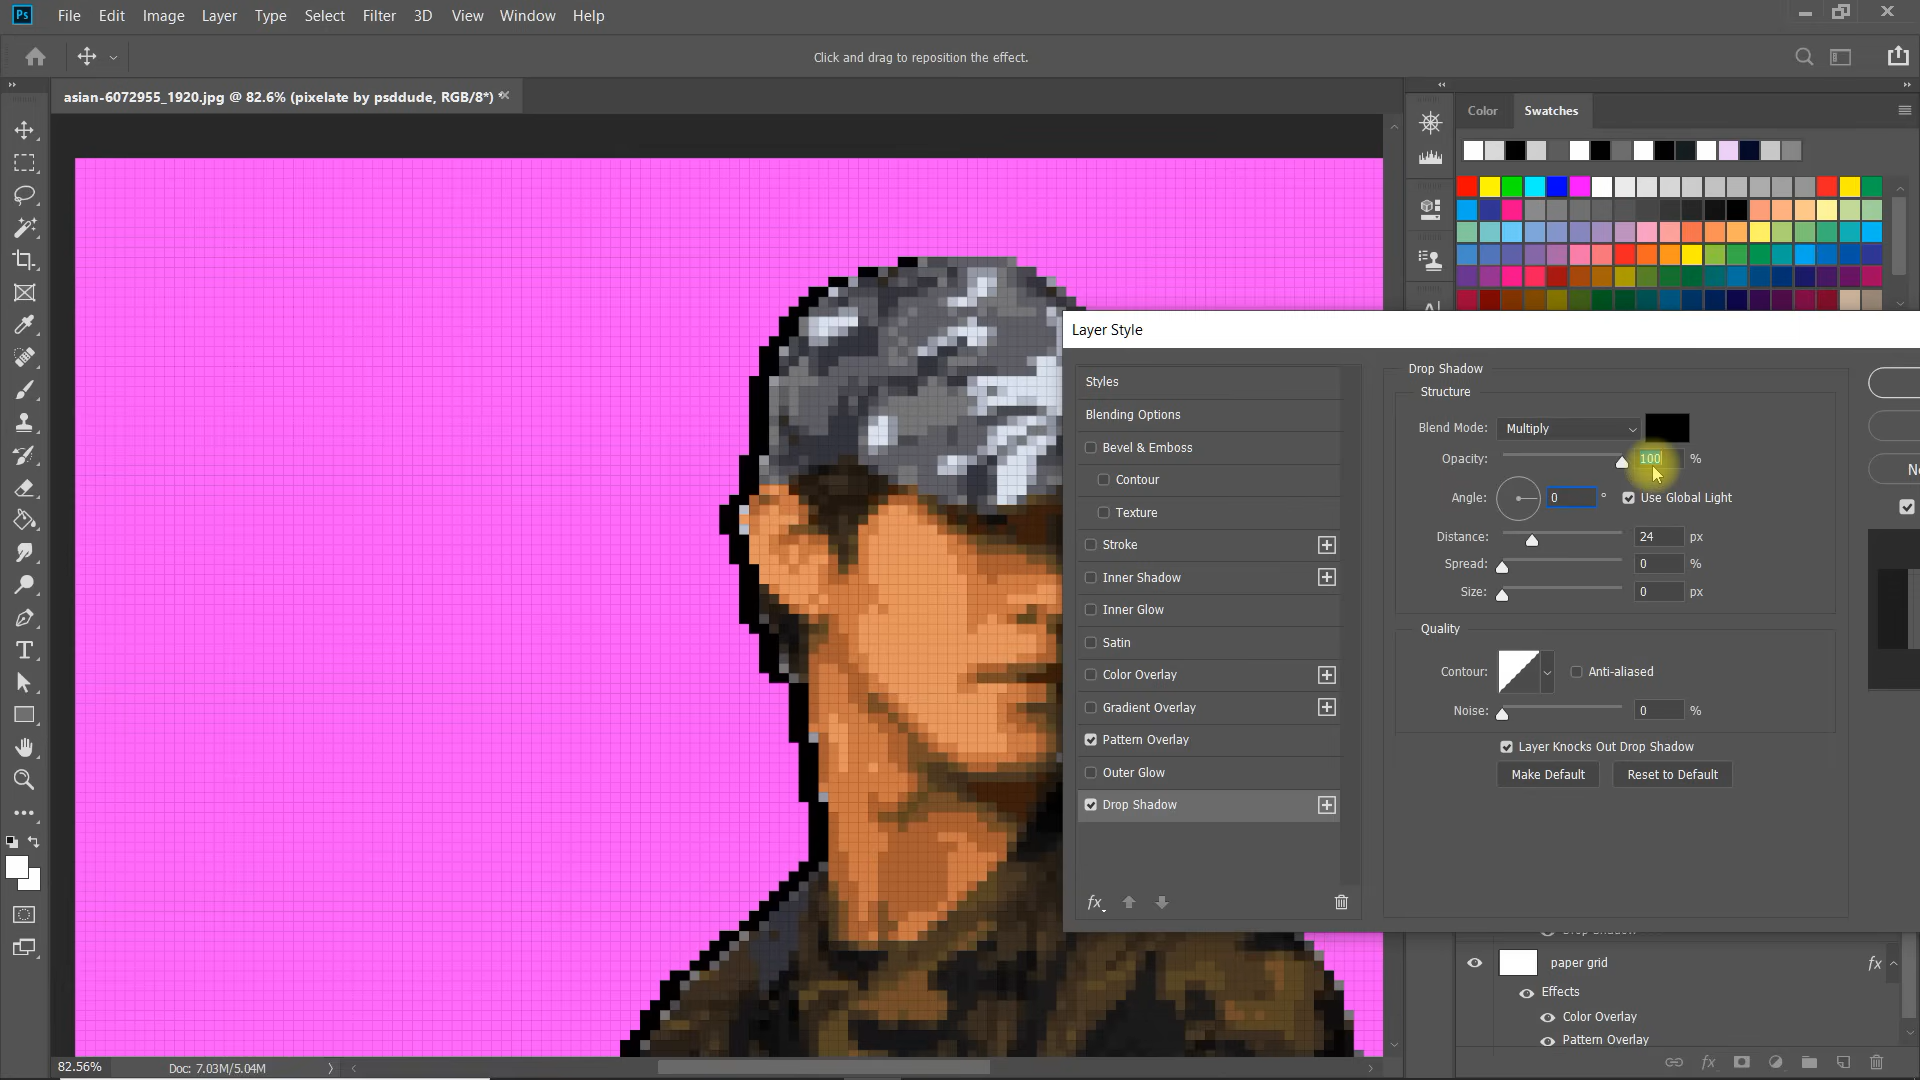 Ps File Edit Image Layer Type Select Filter 3D View Window Help
Click and drag to reposition the effect.
asian-6072955_1920.jpg @ 82.6% (pixelate by psddude, RGB/8*) *
Color Swatches
Layer Style
Styles
Blending Options
Bevel & Emboss
Contour
Texture
Stroke
Inner Shadow
Inner Glow
Satin
Color Overlay
Gradient Overlay
Pattern Overlay
Outer Glow
Drop Shadow
fx
Drop Shadow
Structure
Blend Mode: Multiply
Opacity: 100 %
Angle: 0 ° Use Global Light
Distance: 24 px
Spread: 0 %
Size: 0 px
Quality
Contour: Anti-aliased
Noise: 0 %
Layer Knocks Out Drop Shadow
Make Default Reset to Default
paper grid fx
Effects
Color Overlay
Pattern Overlay
fx
82.56% Doc: 7.03M/5.04M